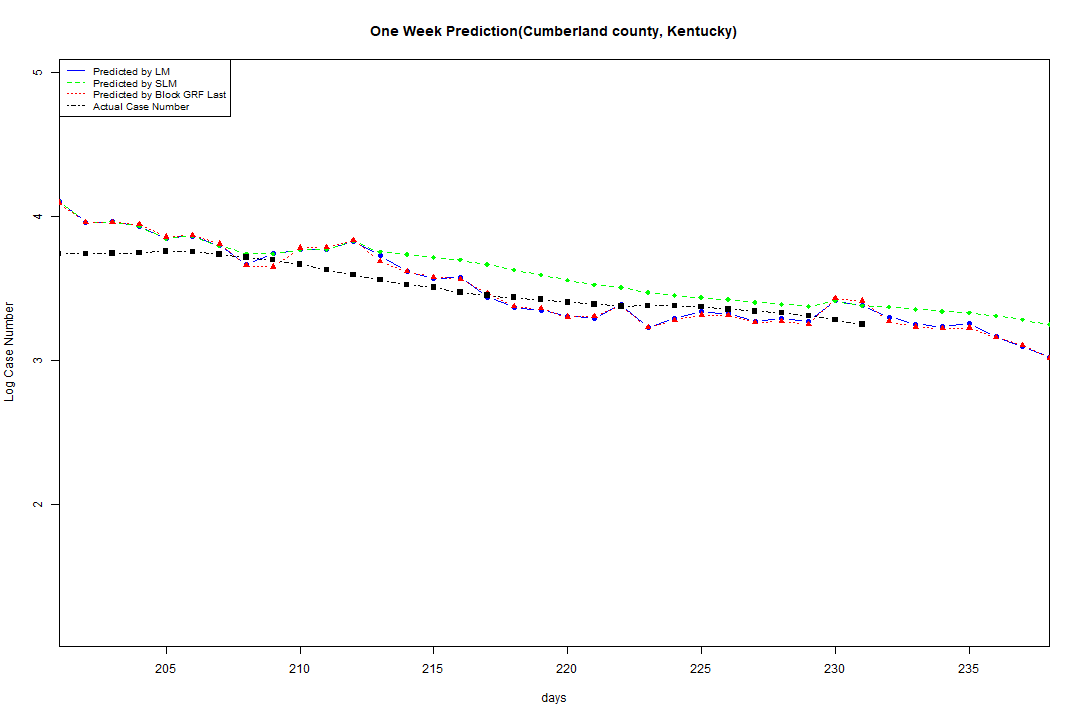 One Week Prediction(Cumberland county, Kentucky)
Predicted by LM
Predicted by SLM
Predicted by Block GRF Last
Actual Case Number
5
4
3
2
Log Case Number
205 210 215 220 225 230 235
days